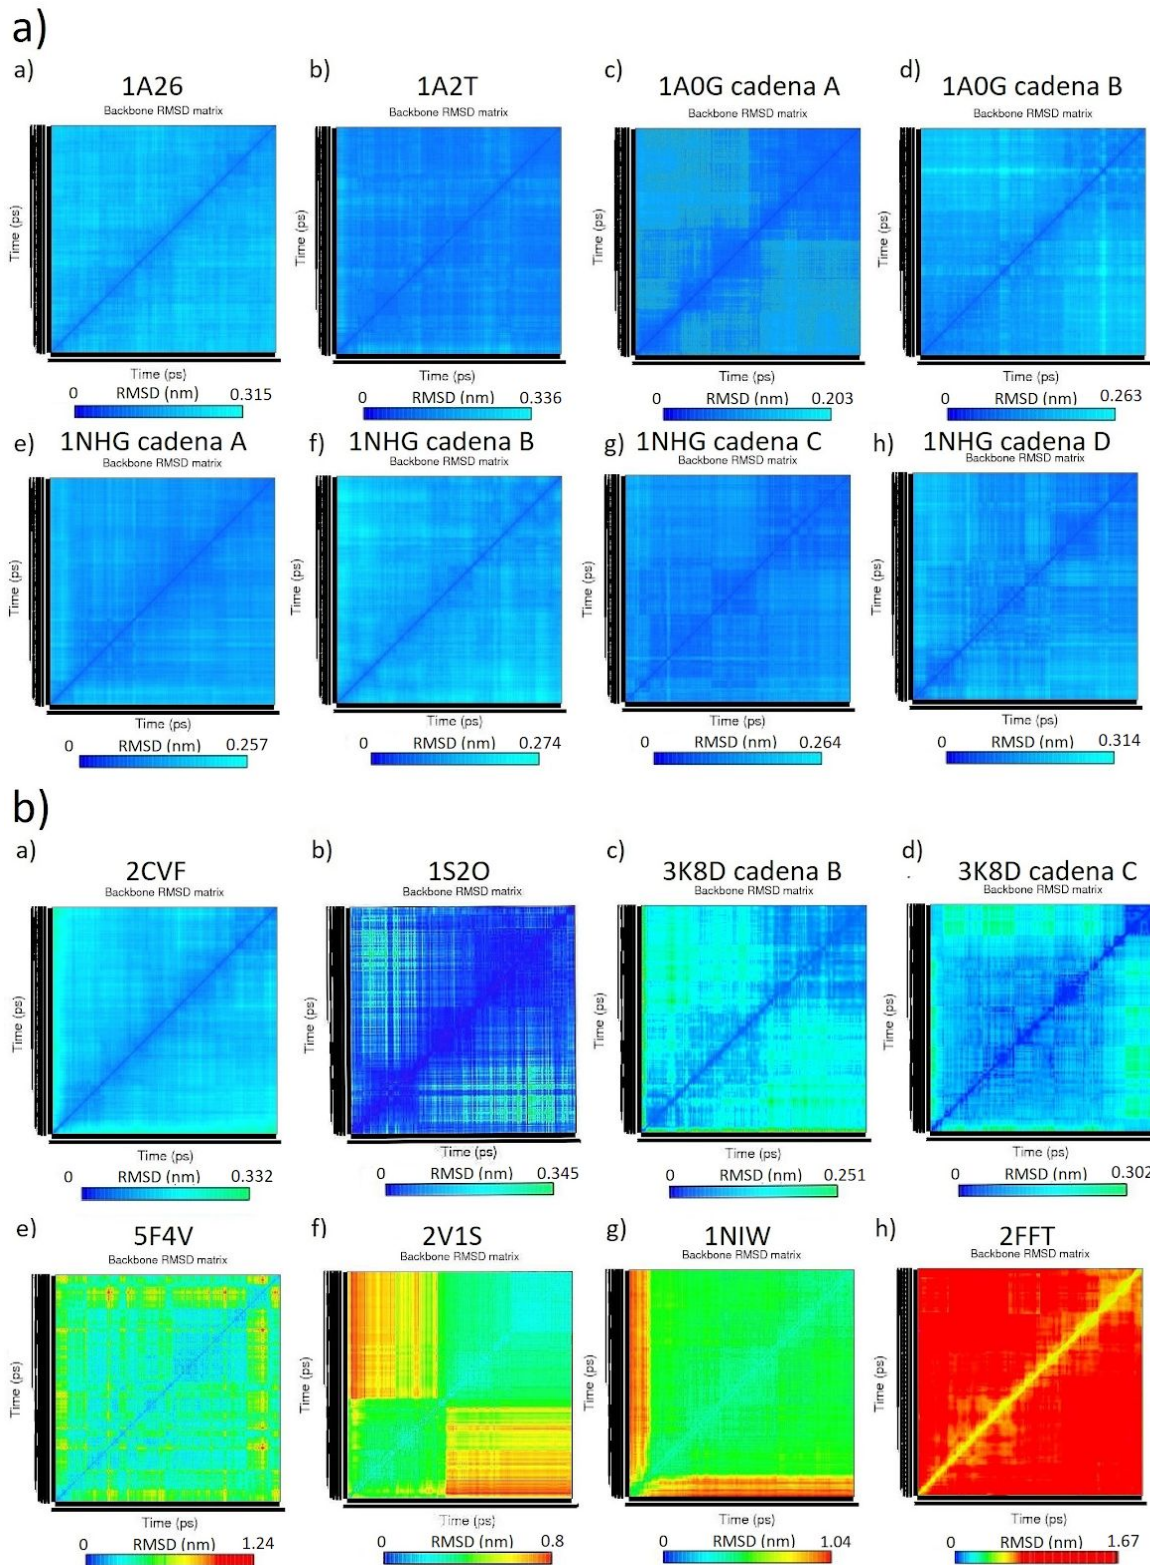 a)
a) b) c) d)
1A26 1A2T 1A0G cadena A 1A0G cadena B
Backbone RMSD matrix Backbone RMSD matrix Backbone RMSD matrix Backbone RMSD matrix
Time (ps) Time (ps) Time (ps) Time (ps)
Time (ps) Time (ps) Time (ps) Time (ps)
0 RMSD (nm) 0.315 0 RMSD (nm) 0.336 0 RMSD (nm) 0.203 0 RMSD (nm) 0.263
e) f) g) h)
1NHG cadena A 1NHG cadena B 1NHG cadena C 1NHG cadena D
Backbone RMSD matrix Backbone RMSD matrix Backbone RMSD matrix Backbone RMSD matrix
Time (ps) Time (ps) Time (ps) Time (ps)
Time (ps) Time (ps) Time (ps) Time (ps)
0 RMSD (nm) 0.257 0 RMSD (nm) 0.274 0 RMSD (nm) 0.264 0 RMSD (nm) 0.314
b)
a) b) c) d)
2CVF 1S2O 3K8D cadena B 3K8D cadena C
Backbone RMSD matrix Backbone RMSD matrix Backbone RMSD matrix Backbone RMSD matrix
Time (ps) Time (ps) Time (ps) Time (ps)
Time (ps) Time (ps) Time (ps) Time (ps)
0 RMSD (nm) 0.332 0 RMSD (nm) 0.345 0 RMSD (nm) 0.251 0 RMSD (nm) 0.302
e) f) g) h)
5F4V 2V1S 1NIW 2FFT
Backbone RMSD matrix Backbone RMSD matrix Backbone RMSD matrix Backbone RMSD matrix
Time (ps) Time (ps) Time (ps) Time (ps)
Time (ps) Time (ps) Time (ps) Time (ps)
0 RMSD (nm) 1.24 0 RMSD (nm) 0.8 0 RMSD (nm) 1.04 0 RMSD (nm) 1.67